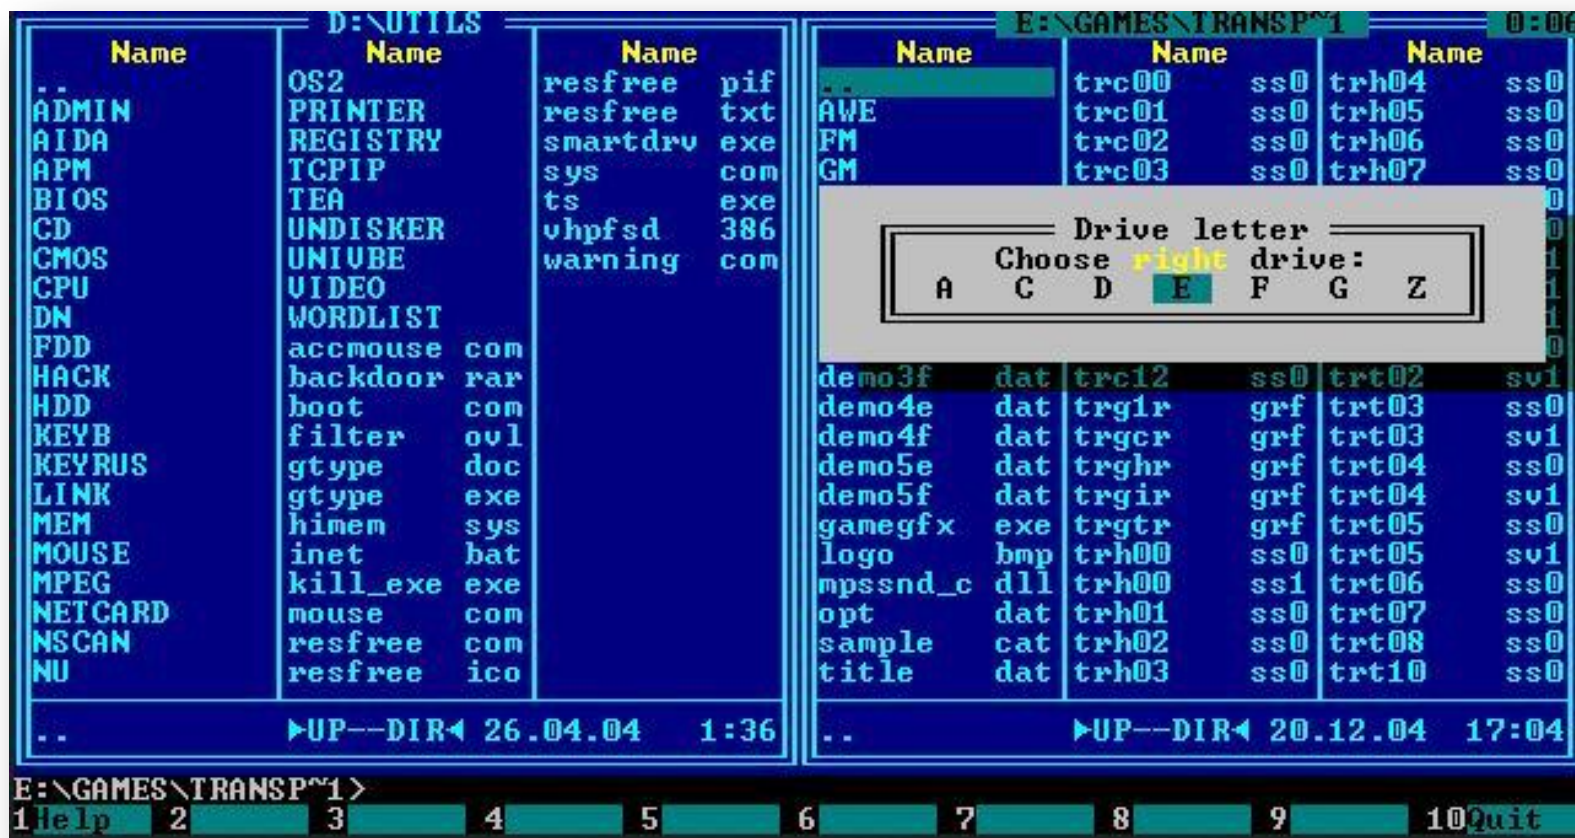 D:\UTILS E:\GAMES\TRANSP~1 0:06
Name Name Name Name Name Name
.. OS2 resfree pif .. trc00 ss0 trh04 ss0
ADMIN PRINTER resfree txt AWE trc01 ss0 trh05 ss0
AIDA REGISTRY smartdrv exe FM trc02 ss0 trh06 ss0
APM TCPIP sys com GM trc03 ss0 trh07 ss0
BIOS TEA ts exe 0
CD UNDISKER vhpfsd 386 Drive letter 0
CMOS UNIVBE warning com Choose right drive: 1
CPU VIDEO A C D E F G Z 1
DN WORDLIST 1
FDD accmouse com 0
HACK backdoor rar demo3f dat trc12 ss0 trt02 sv1
HDD boot com demo4e dat trg1r grf trt03 ss0
KEYB filter ovl demo4f dat trgcr grf trt03 sv1
KEYRUS gtype doc demo5e dat trghr grf trt04 ss0
LINK gtype exe demo5f dat trgir grf trt04 sv1
MEM himem sys gamegfx exe trgtr grf trt05 ss0
MOUSE inet bat logo bmp trh00 ss0 trt05 sv1
MPEG kill_exe exe mpssnd_c dll trh00 ss1 trt06 ss0
NETCARD mouse com opt dat trh01 ss0 trt07 ss0
NSCAN resfree com sample cat trh02 ss0 trt08 ss0
NU resfree ico title dat trh03 ss0 trt10 ss0
.. ►UP--DIR◄ 26.04.04 1:36 .. ►UP--DIR◄ 20.12.04 17:04
E:\GAMES\TRANSP~1>
1Help 2 3 4 5 6 7 8 9 10Quit